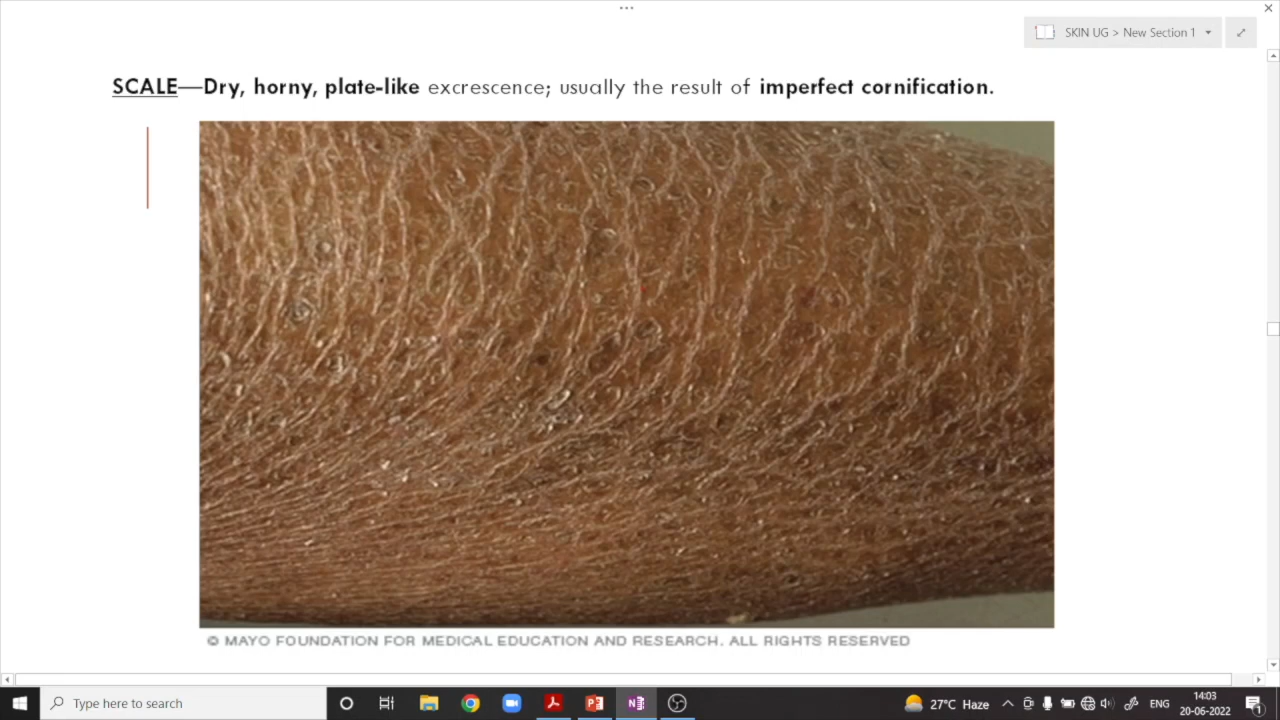 SKIN UG > New Section 1
SCALE—Dry, horny, plate-like excrescence; usually the result of imperfect cornification.
© MAYO FOUNDATION FOR MEDICAL EDUCATION AND RESEARCH. ALL RIGHTS RESERVED
Type here to search
27°C Haze
ENG
14:03
20-06-2022
1